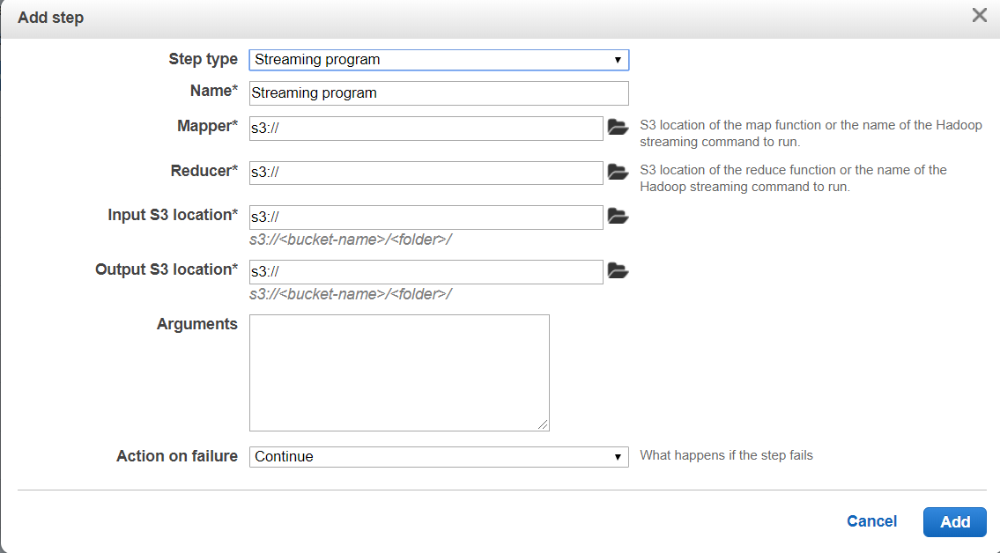 Add step
Step type Streaming program
Name* Streaming program
Mapper* s3:// S3 location of the map function or the name of the Hadoop
streaming command to run.
Reducer* s3:// S3 location of the reduce function or the name of the
Hadoop streaming command to run.
Input S3 location* s3://
s3://<bucket-name>/<folder>/
Output S3 location* s3://
s3://<bucket-name>/<folder>/
Arguments
Action on failure Continue What happens if the step fails
Cancel Add